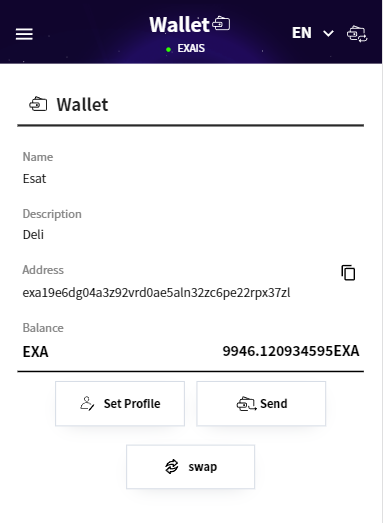 Wallet
EXAIS
EN
Wallet
Name
Esat
Description
Deli
Address
exa19e6dg04a3z92vrd0ae5aln32zc6pe22rpx37zl
Balance
EXA 9946.120934595EXA
Set Profile Send
swap